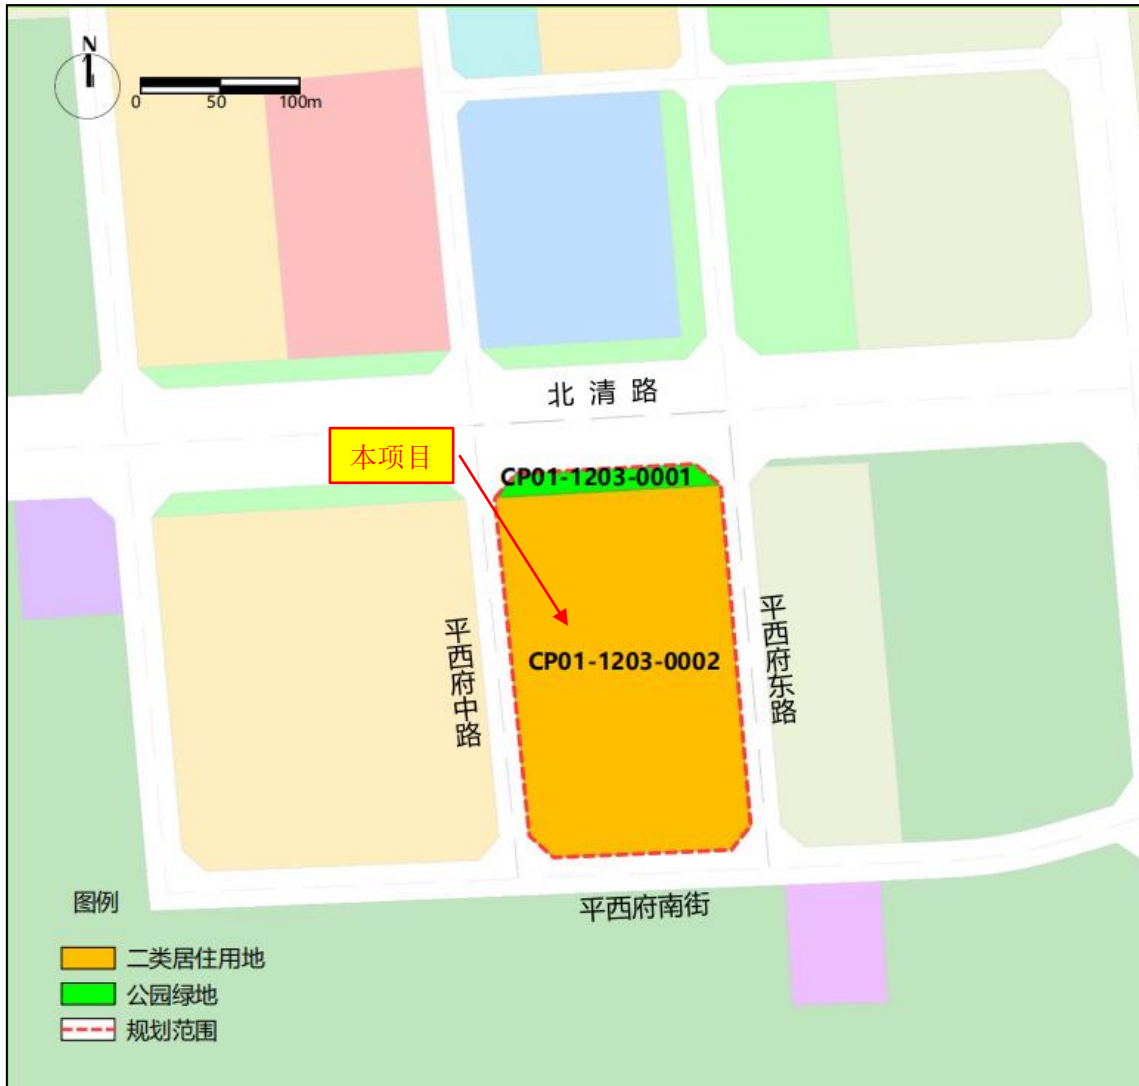 N
0 50 100m
北清路
本项目
CP01-1203-0001
平西府中路
CP01-1203-0002
平西府东路
平西府南街
图例
二类居住用地
公园绿地
规划范围